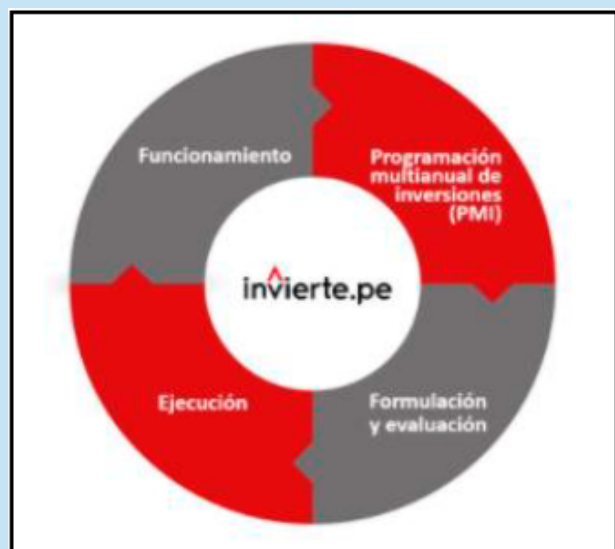 Funcionamiento
Programación
multianual de
inversiones
(PMI)
invierte.pe
Ejecución
Formulación
y evaluación